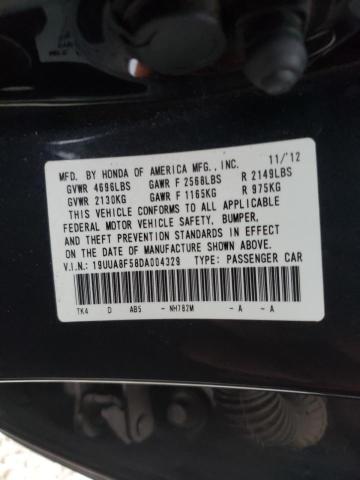 MFD. BY HONDA OF AMERICA MFG., INC. 11/'12
GVWR 4696LBS GAWR F 2566LBS R 2149LBS
GVWR 2130KG GAWR F 1165KG R 975KG
THIS VEHICLE CONFORMS TO ALL APPLICABLE
FEDERAL MOTOR VEHICLE SAFETY, BUMPER,
AND THEFT PREVENTION STANDARDS IN EFFECT
ON THE DATE OF MANUFACTURE SHOWN ABOVE.
V.I.N.: 19UUA8F58DA004329 TYPE: PASSENGER CAR
TK4 D AB5 - NH782M - A - A